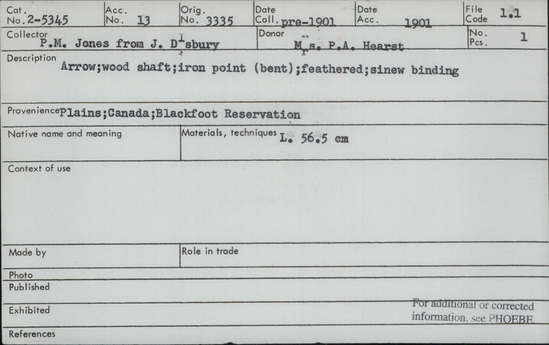 Cat. No. 2-5345 Acc. No. 13 Orig. No. 3335 Date Coll. pre-1901 Date Acc. 1901 File Code 1.1
Collector P.M. Jones from J. Disbury Donor Mrs. P.A. Hearst No. Pcs. 1
Description Arrow;wood shaft;iron point (bent);feathered;sinew binding
Provenience Plains;Canada;Blackfoot Reservation
Native name and meaning Materials, techniques L. 56.5 cm
Context of use
Made by Role in trade
Photo
Published
Exhibited
References
For additional or corrected
information, see PHOEBE